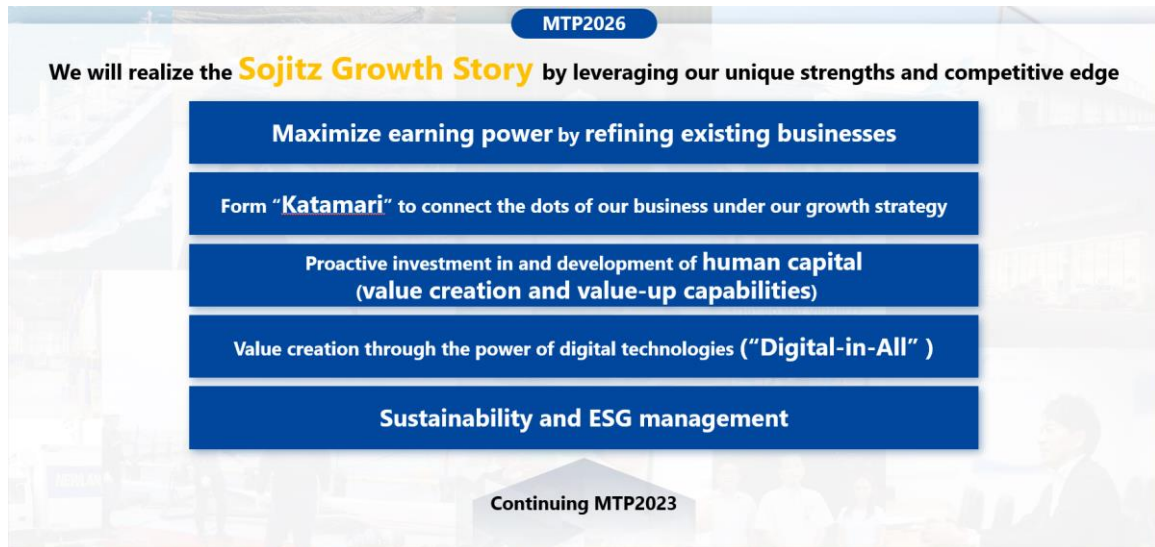 MTP2026
We will realize the Sojitz Growth Story by leveraging our unique strengths and competitive edge
Maximize earning power by refining existing businesses
Form “Katamari” to connect the dots of our business under our growth strategy
Proactive investment in and development of human capital
(value creation and value-up capabilities)
Value creation through the power of digital technologies (“Digital-in-All” )
Sustainability and ESG management
Continuing MTP2023